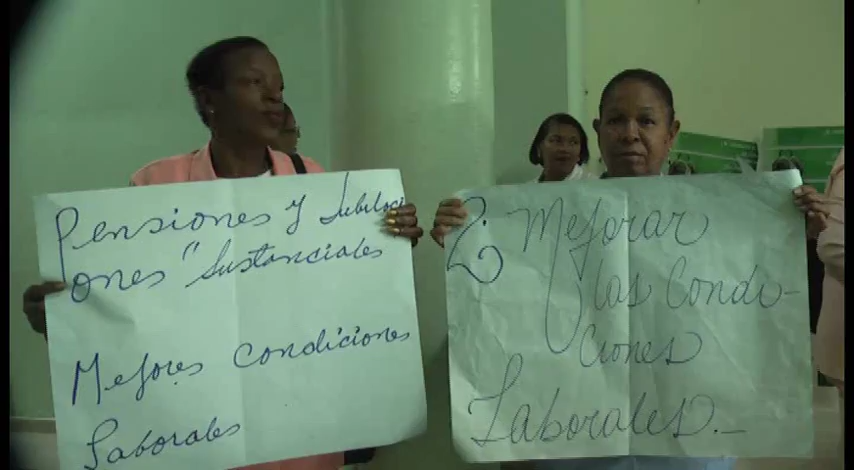 Pensiones y Jubilaci
ones "Sustanciales
Mejores condiciones
Laborales
2; Mejorar
las Condi-
ciones
Laborales._